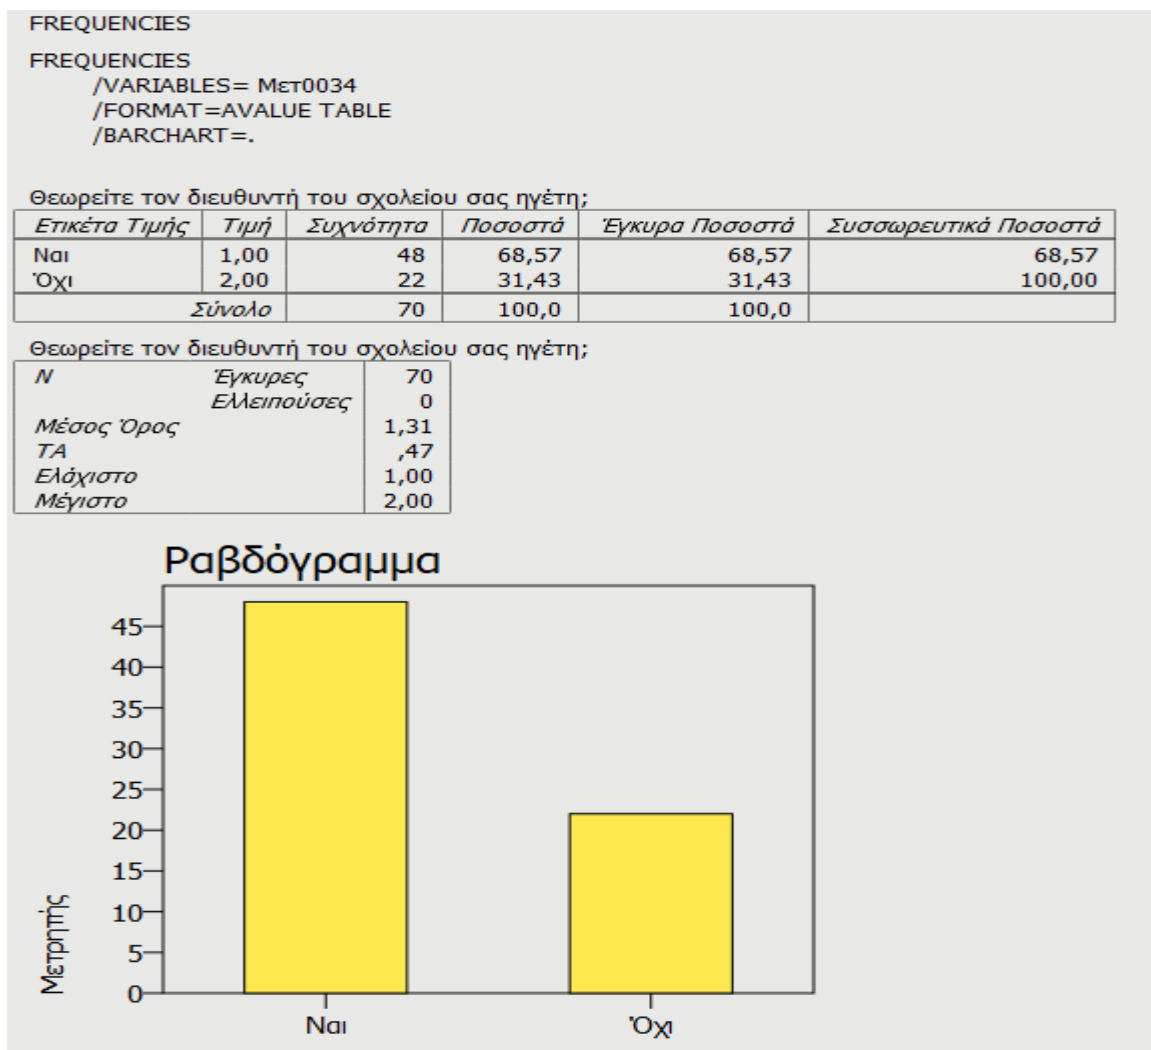 FREQUENCIES
FREQUENCIES
/VARIABLES= Μετ0034
/FORMAT=AVALUE TABLE
/BARCHART=.
Θεωρείτε τον διευθυντή του σχολείου σας ηγέτη;
Ετικέτα Τιμής Τιμή Συχνότητα Ποσοστά Έγκυρα Ποσοστά Συσσωρευτικά Ποσοστά
Ναι 1,00 48 68,57 68,57 68,57
Όχι 2,00 22 31,43 31,43 100,00
Σύνολο 70 100,0 100,0
Θεωρείτε τον διευθυντή του σχολείου σας ηγέτη;
N Έγκυρες 70
Ελλειπούσες 0
Μέσος Όρος 1,31
ΤΑ ,47
Ελάχιστο 1,00
Μέγιστο 2,00
Ραβδόγραμμα
45
40
35
30
25
20
15
10
5
0
Μετρητής
Ναι Όχι